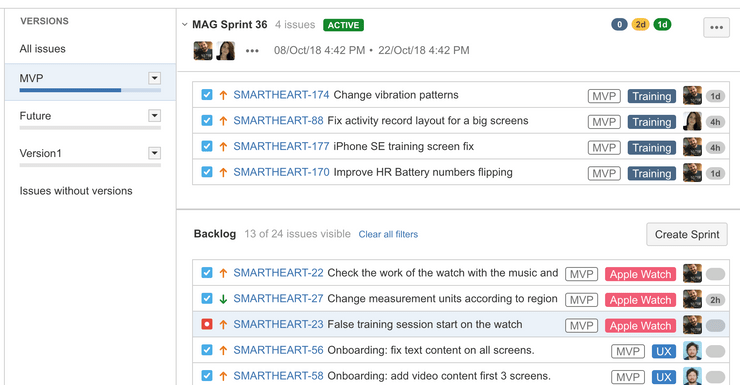 VERSIONS
All issues
MVP
Future
Version1
Issues without versions
MAG Sprint 36 4 issues ACTIVE 0 2d 1d
08/Oct/18 4:42 PM • 22/Oct/18 4:42 PM
SMARTHEART-174 Change vibration patterns MVP Training 1d
SMARTHEART-88 Fix activity record layout for a big screens MVP Training 4h
SMARTHEART-177 iPhone SE training screen fix MVP Training 4h
SMARTHEART-170 Improve HR Battery numbers flipping MVP Training 1d
Backlog 13 of 24 issues visible Clear all filters Create Sprint
SMARTHEART-22 Check the work of the watch with the music and MVP Apple Watch
SMARTHEART-27 Change measurement units according to region MVP Apple Watch 2h
SMARTHEART-23 False training session start on the watch MVP Apple Watch
SMARTHEART-56 Onboarding: fix text content on all screens. MVP UX
SMARTHEART-58 Onboarding: add video content first 3 screens. MVP UX